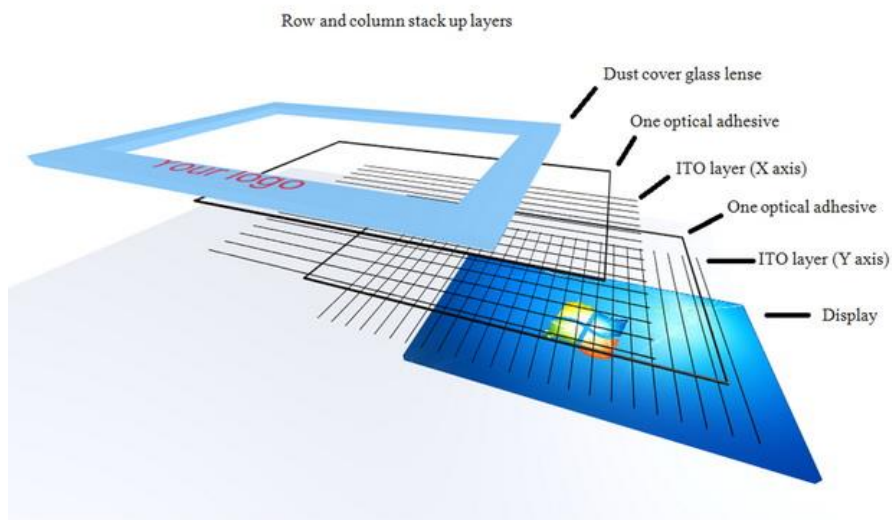 Row and column stack up layers
Dust cover glass lense
One optical adhesive
ITO layer (X axis)
One optical adhesive
ITO layer (Y axis)
Display
Your logo